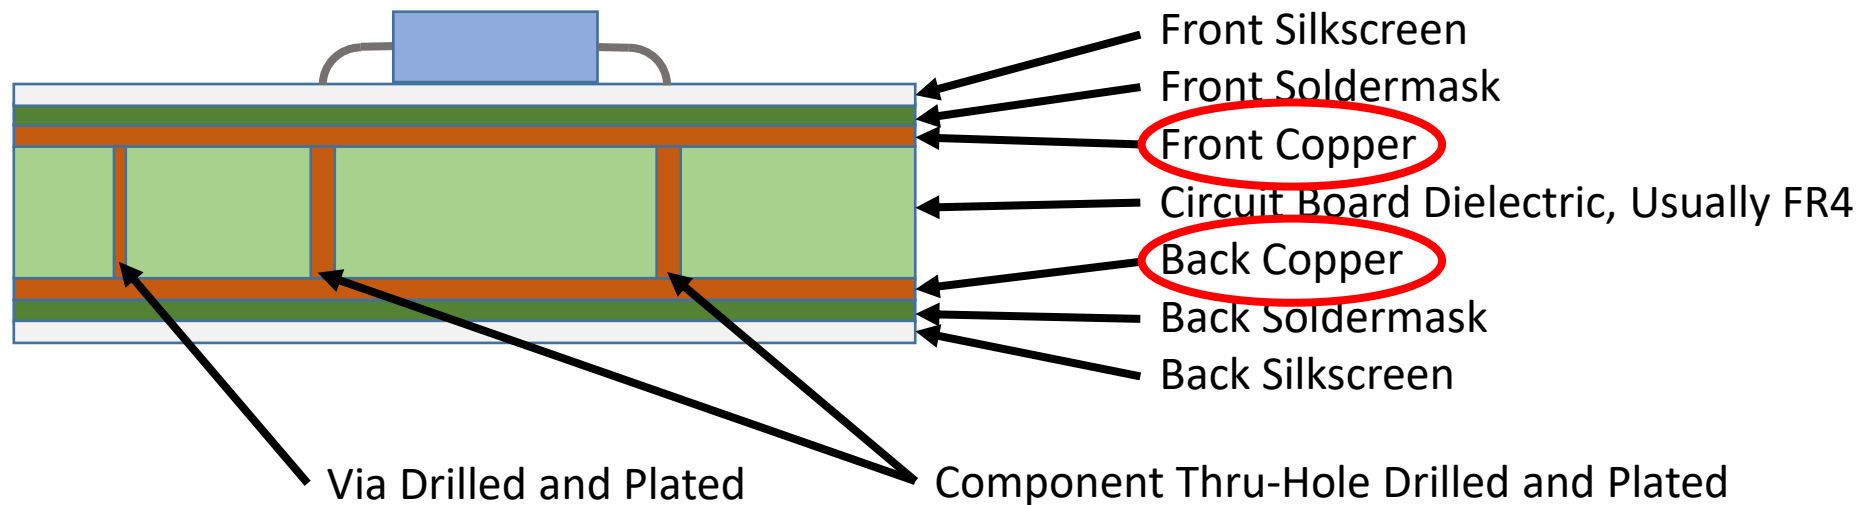 Front Silkscreen
Front Soldermask
Front Copper
Circuit Board Dielectric, Usually FR4
Back Copper
Back Soldermask
Back Silkscreen
Via Drilled and Plated
Component Thru-Hole Drilled and Plated